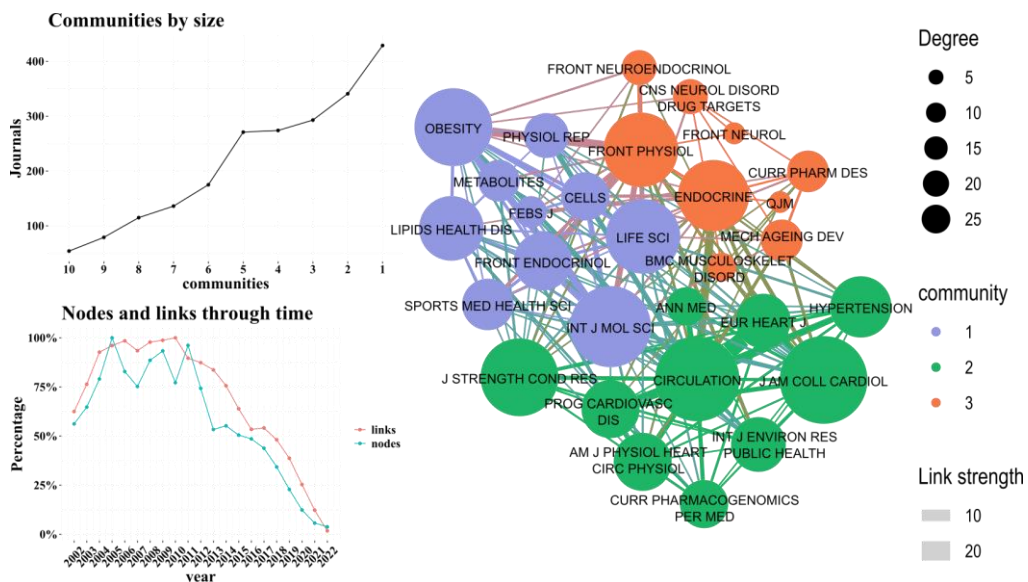 Communities by size
400
300
200
100
Journals
10 9 8 7 6 5 4 3 2 1
communities
Nodes and links through time
100%
75%
50%
25%
0%
Percentage
2002 2003 2004 2005 2006 2007 2008 2009 2010 2011 2012 2013 2014 2015 2016 2017 2018 2019 2020 2021 2022
year
links
nodes
FRONT NEUROENDOCRINOL
CNS NEUROL DISORD
DRUG TARGETS
OBESITY
PHYSIOL REP
FRONT NEUROL
FRONT PHYSIOL
CURR PHARM DES
METABOLITES
CELLS
ENDOCRINE
QJM
FEBS J
LIPIDS HEALTH DIS
LIFE SCI
MECH AGEING DEV
FRONT ENDOCRINOL
BMC MUSCULOSKELET
DISORD
SPORTS MED HEALTH SCI
ANN MED
HYPERTENSION
INT J MOL SCI
EUR HEART J
J STRENGTH COND RES
CIRCULATION
J AM COLL CARDIOL
PROG CARDIOVASC
DIS
INT J ENVIRON RES
PUBLIC HEALTH
AM J PHYSIOL HEART
CIRC PHYSIOL
CURR PHARMACOGENOMICS
PER MED
Degree
5
10
15
20
25
community
1
2
3
Link strength
10
20